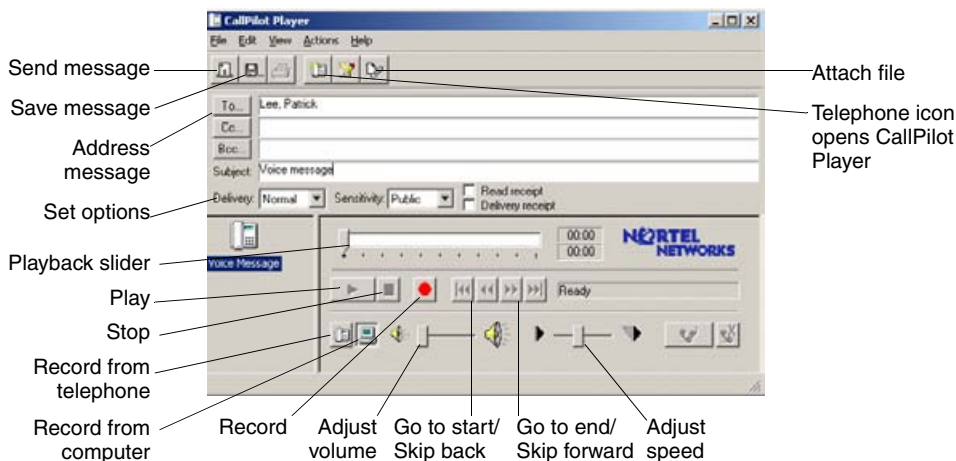 CallPilot Player
File Edit View Actions Help
Send message
Save message
Attach file
Telephone icon
opens CallPilot
Player
To... Lee, Patrick
Cc...
Bcc...
Address
message
Subject: Voice message
Set options
Delivery: Normal Sensitivity: Public
Read receipt
Delivery receipt
Voice Message
00:00
00:00
NORTEL
NETWORKS
Playback slider
Play
Ready
Stop
Record from
telephone
Record from
computer
Record
Adjust
volume
Go to start/
Skip back
Go to end/
Skip forward
Adjust
speed